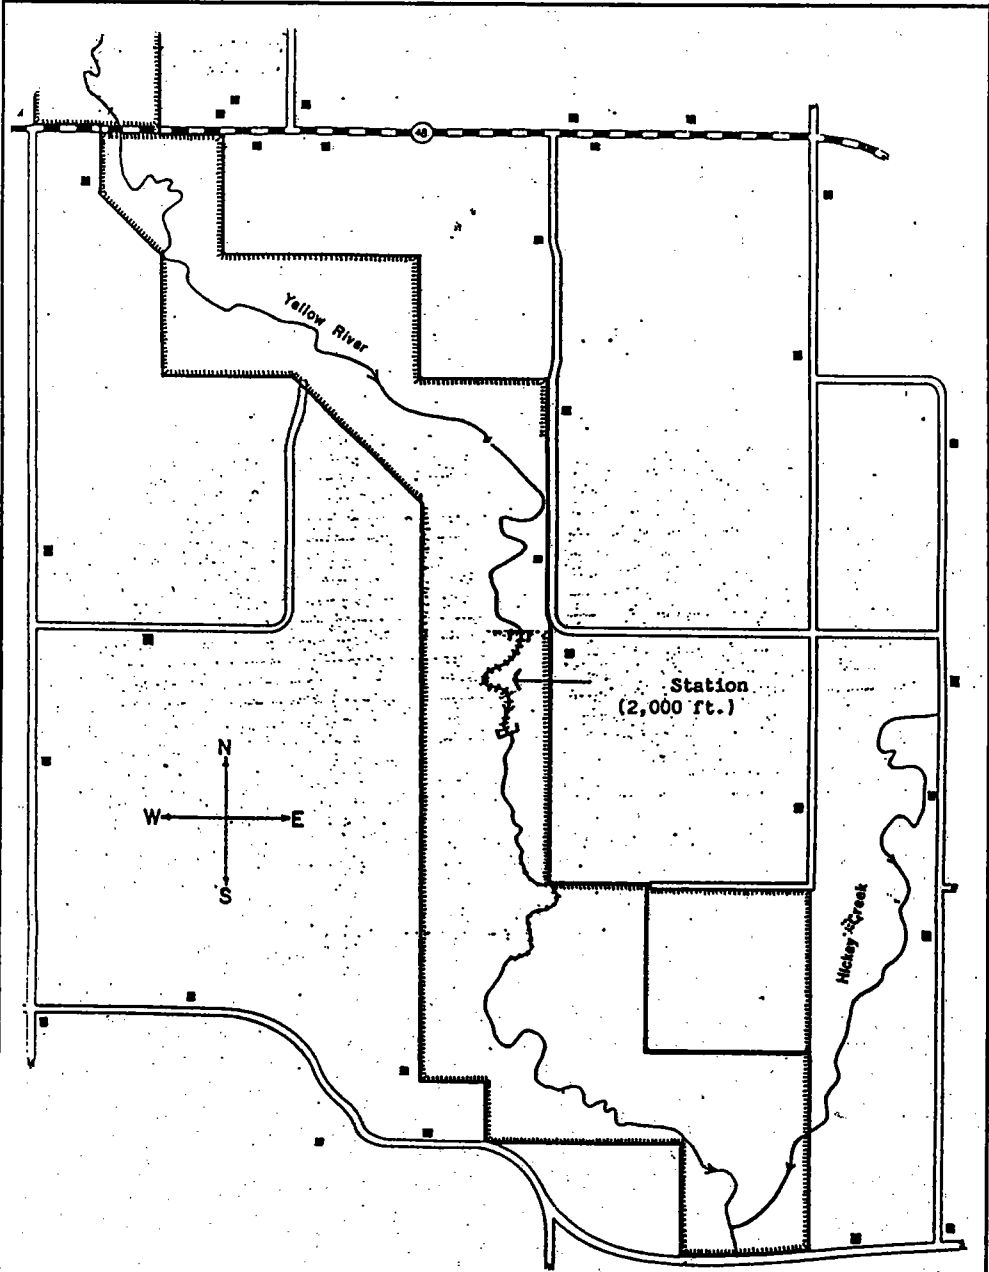 48
Yellow River
Station
(2,000 ft.)
N
W
E
S
Hickey Creek